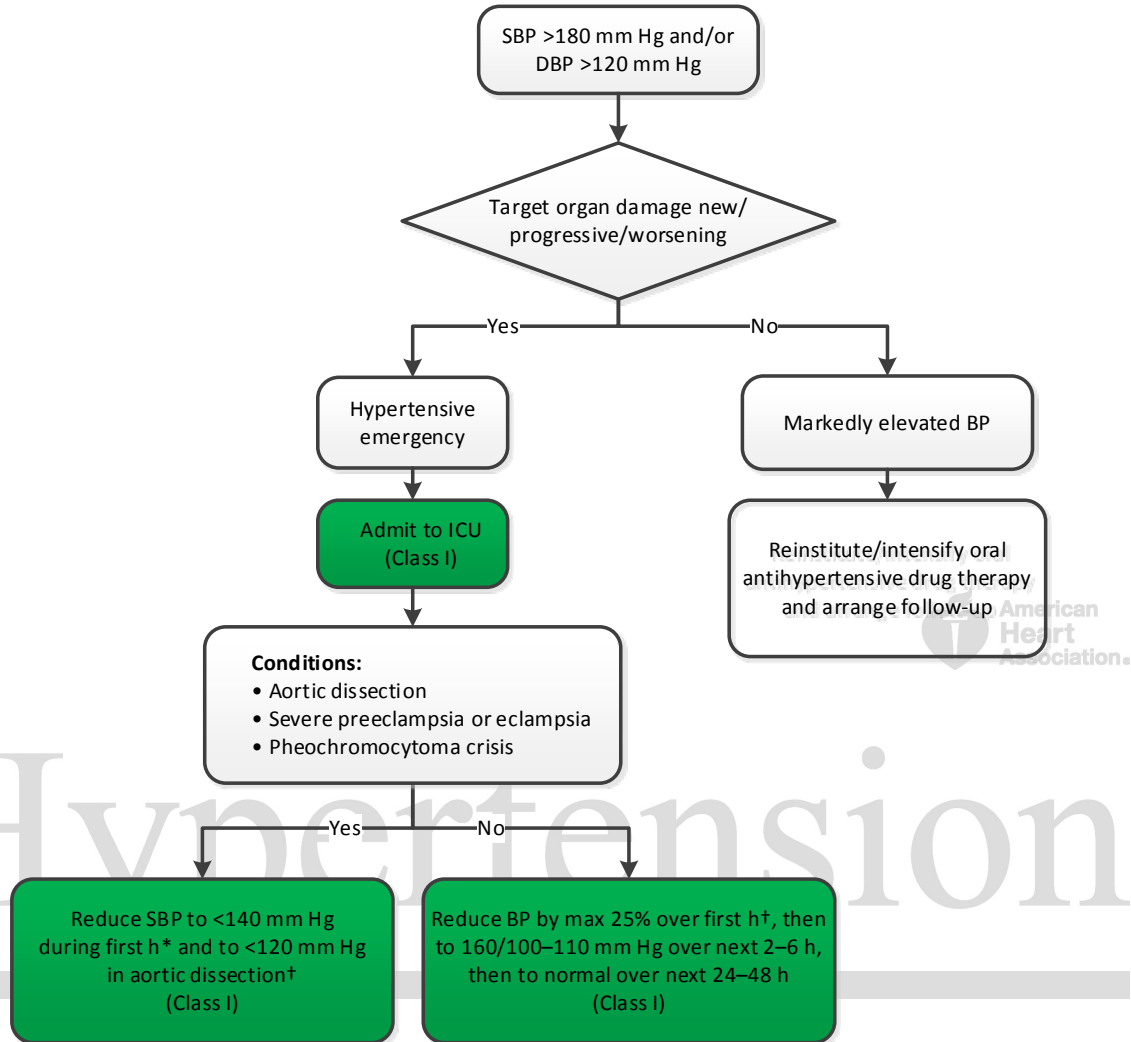 SBP >180 mm Hg and/or
DBP >120 mm Hg
Target organ damage new/
progressive/worsening
Yes
No
Hypertensive
emergency
Markedly elevated BP
Admit to ICU
(Class I)
Reinstitute/intensify oral
antihypertensive drug therapy
and arrange follow-up
American
Heart
Association®
Conditions:
• Aortic dissection
• Severe preeclampsia or eclampsia
• Pheochromocytoma crisis
Hypertension
Yes
No
Reduce SBP to <140 mm Hg
during first h* and to <120 mm Hg
in aortic dissection†
(Class I)
Reduce BP by max 25% over first h†, then
to 160/100–110 mm Hg over next 2–6 h,
then to normal over next 24–48 h
(Class I)